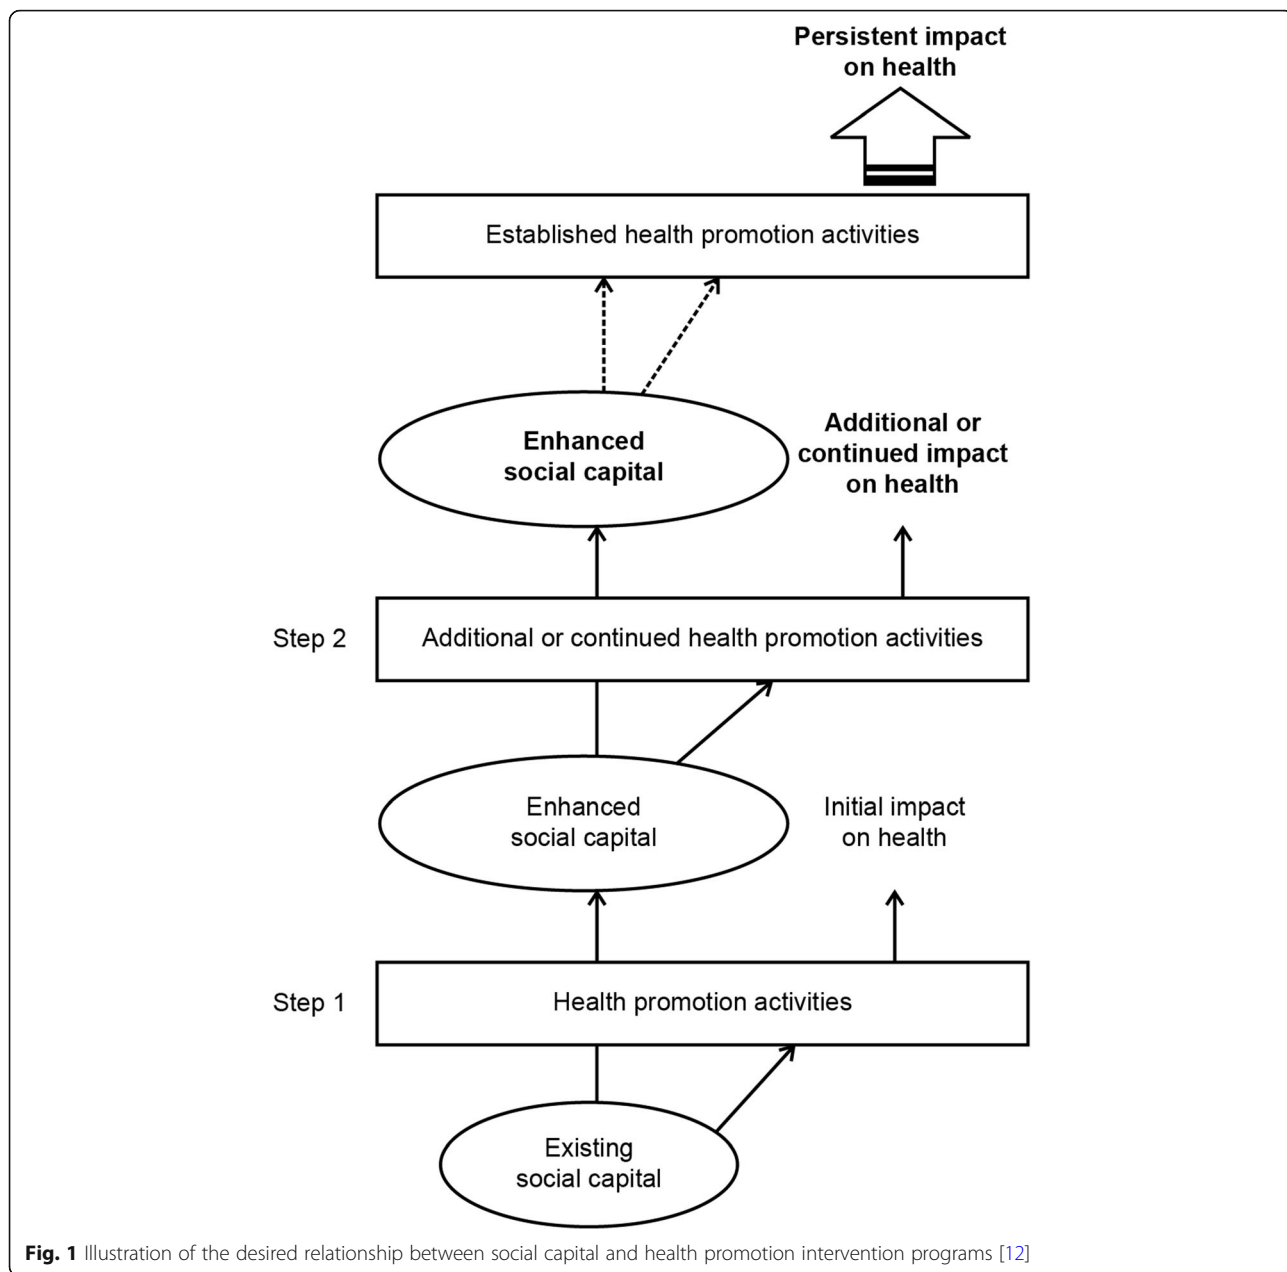 Persistent impact
on health
Established health promotion activities
Enhanced
social capital
Additional or
continued impact
on health
Step 2
Additional or continued health promotion activities
Enhanced
social capital
Initial impact
on health
Step 1
Health promotion activities
Existing
social capital
Fig. 1 Illustration of the desired relationship between social capital and health promotion intervention programs [12]